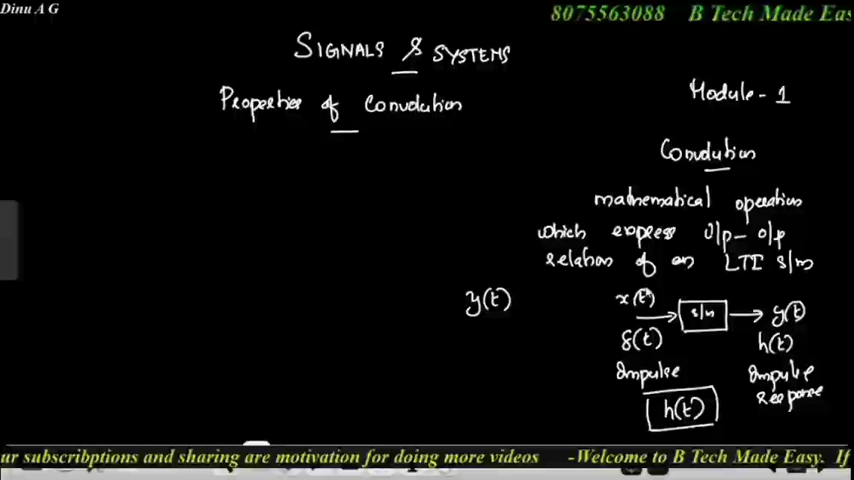 Dinu A G
8075563088 B Tech Made Eas
SIGNALS & SYSTEMS
Properties of Convolution
Module - 1
Convolution
mathematical operation
which express i/p - o/p
relation of an LTI s/m
y(t)
x(t) s/m y(t)
δ(t) h(t)
Impulse Impulse
response
h(t)
ur subscribptions and sharing are motivation for doing more videos -Welcome to B Tech Made Easy. If